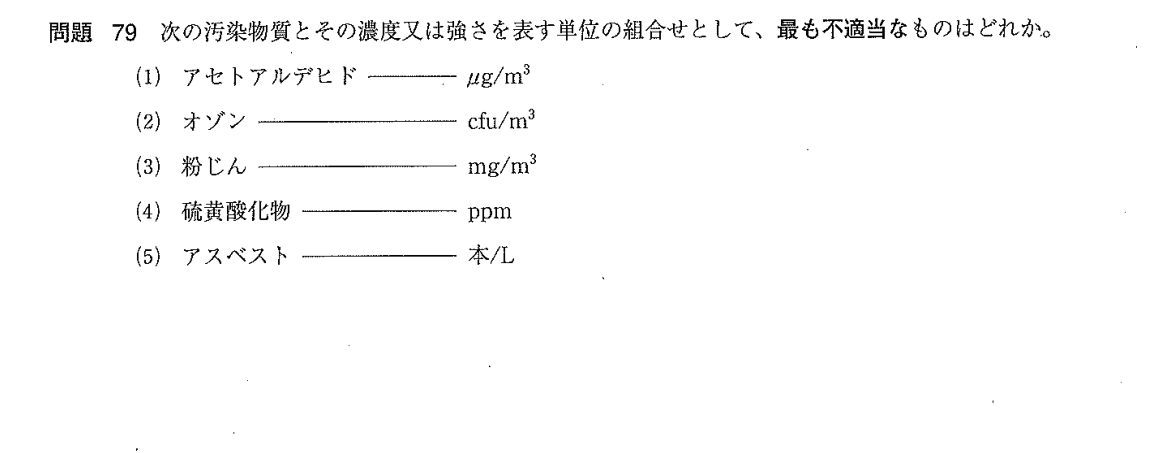 問題 79 次の汚染物質とその濃度又は強さを表す単位の組合せとして、最も不適当なものはどれか。
(1) アセトアルデヒド ―――― μg/m³
(2) オゾン ――――――――― cfu/m³
(3) 粉じん ――――――――― mg/m³
(4) 硫黄酸化物 ――――――― ppm
(5) アスベスト ――――――― 本/L